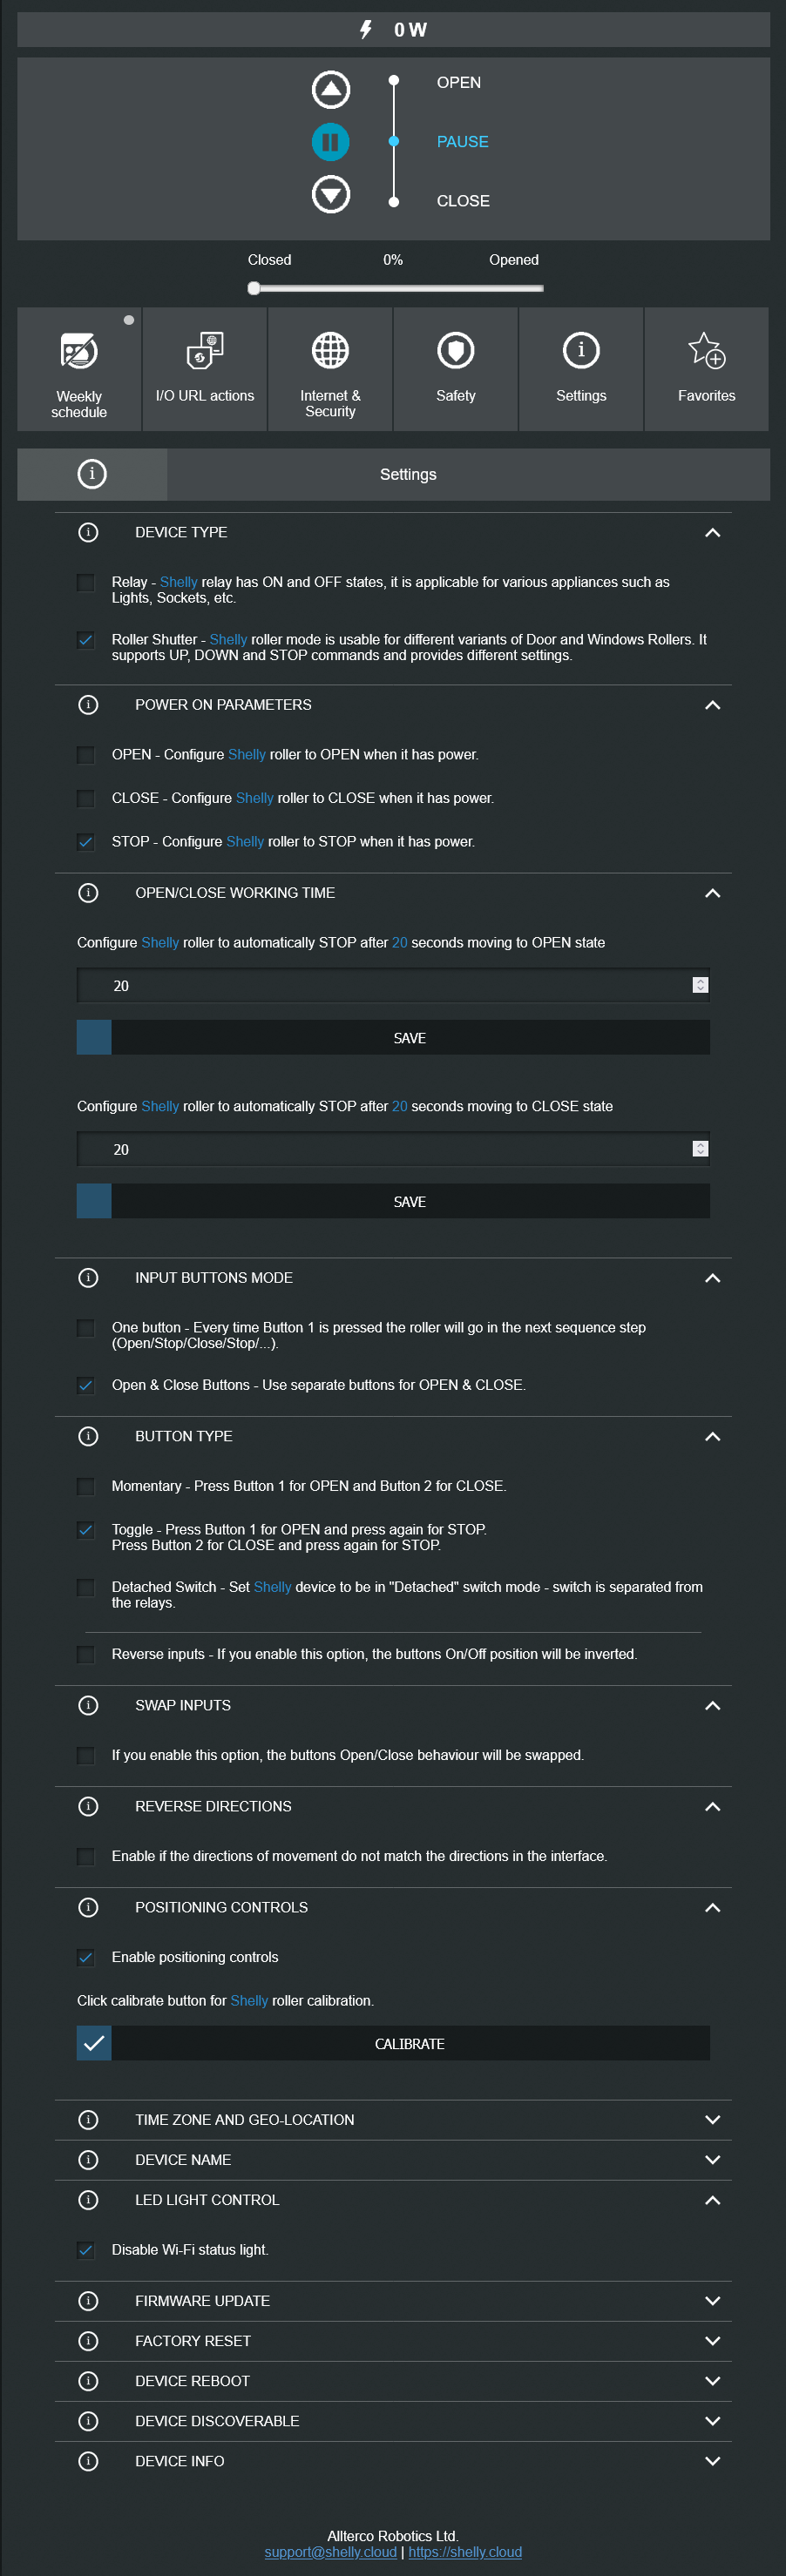 0 W
OPEN
PAUSE
CLOSE
Closed 0% Opened
Weekly
schedule
I/O URL actions
Internet &
Security
Safety
Settings
Favorites
Settings
DEVICE TYPE
Relay - Shelly relay has ON and OFF states, it is applicable for various appliances such as
Lights, Sockets, etc.
Roller Shutter - Shelly roller mode is usable for different variants of Door and Windows Rollers. It
supports UP, DOWN and STOP commands and provides different settings.
POWER ON PARAMETERS
OPEN - Configure Shelly roller to OPEN when it has power.
CLOSE - Configure Shelly roller to CLOSE when it has power.
STOP - Configure Shelly roller to STOP when it has power.
OPEN/CLOSE WORKING TIME
Configure Shelly roller to automatically STOP after 20 seconds moving to OPEN state
20
SAVE
Configure Shelly roller to automatically STOP after 20 seconds moving to CLOSE state
20
SAVE
INPUT BUTTONS MODE
One button - Every time Button 1 is pressed the roller will go in the next sequence step
(Open/Stop/Close/Stop/...).
Open & Close Buttons - Use separate buttons for OPEN & CLOSE.
BUTTON TYPE
Momentary - Press Button 1 for OPEN and Button 2 for CLOSE.
Toggle - Press Button 1 for OPEN and press again for STOP.
Press Button 2 for CLOSE and press again for STOP.
Detached Switch - Set Shelly device to be in "Detached" switch mode - switch is separated from
the relays.
Reverse inputs - If you enable this option, the buttons On/Off position will be inverted.
SWAP INPUTS
If you enable this option, the buttons Open/Close behaviour will be swapped.
REVERSE DIRECTIONS
Enable if the directions of movement do not match the directions in the interface.
POSITIONING CONTROLS
Enable positioning controls
Click calibrate button for Shelly roller calibration.
CALIBRATE
TIME ZONE AND GEO-LOCATION
DEVICE NAME
LED LIGHT CONTROL
Disable Wi-Fi status light.
FIRMWARE UPDATE
FACTORY RESET
DEVICE REBOOT
DEVICE DISCOVERABLE
DEVICE INFO
Allterco Robotics Ltd.
support@shelly.cloud | https://shelly.cloud